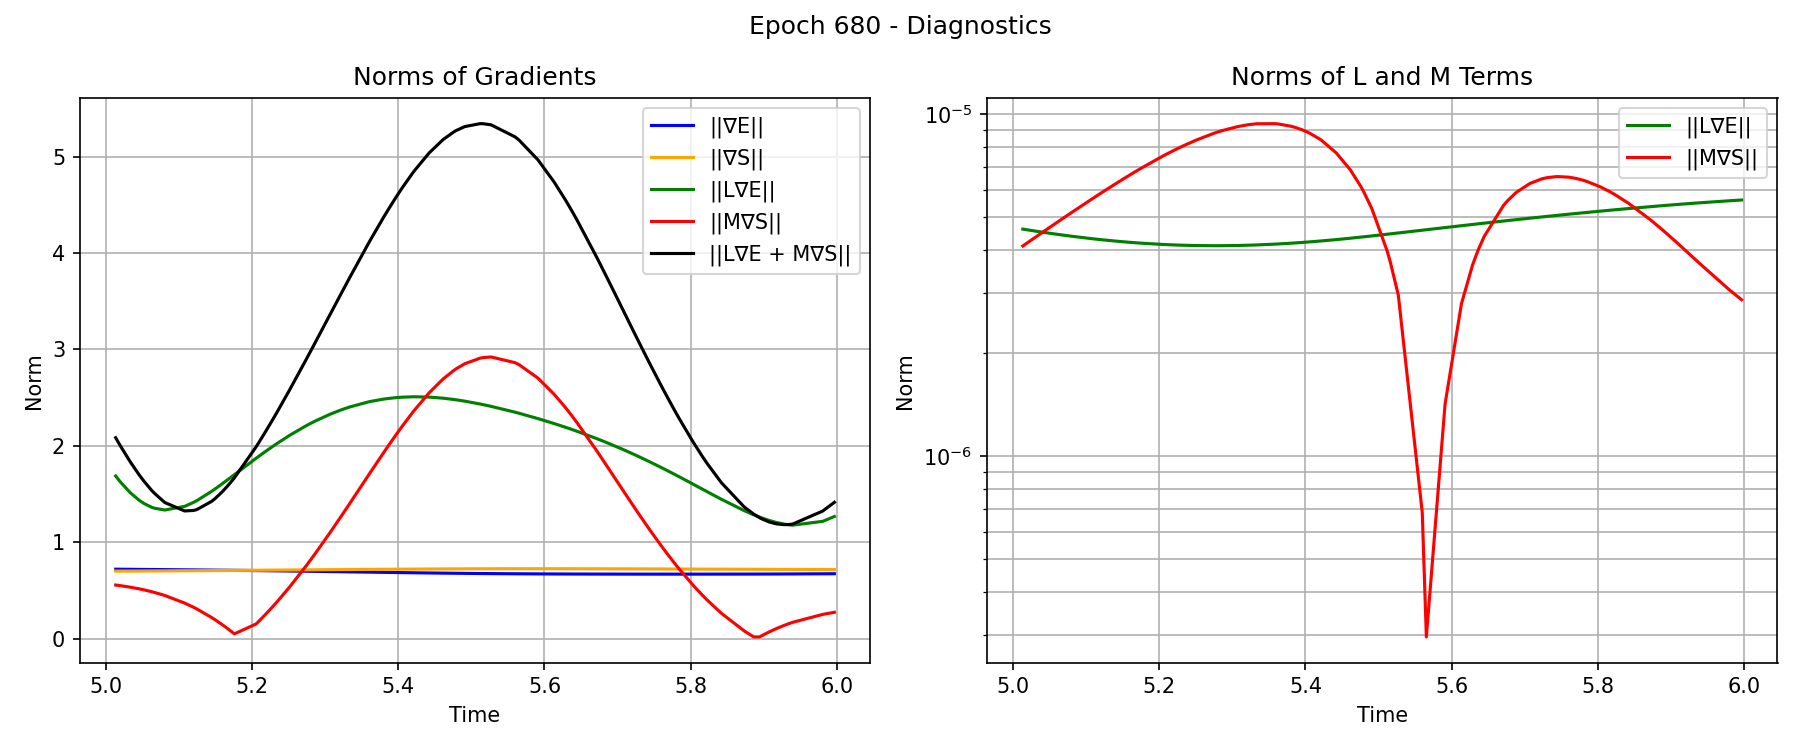 Epoch 680 - Diagnostics
Norms of Gradients
||∇E||
||∇S||
||L∇E||
||M∇S||
||L∇E + M∇S||
5
4
3
2
1
0
Norm
5.0 5.2 5.4 5.6 5.8 6.0
Time
Norms of L and M Terms
||L∇E||
||M∇S||
10⁻⁵
10⁻⁶
Norm
5.0 5.2 5.4 5.6 5.8 6.0
Time